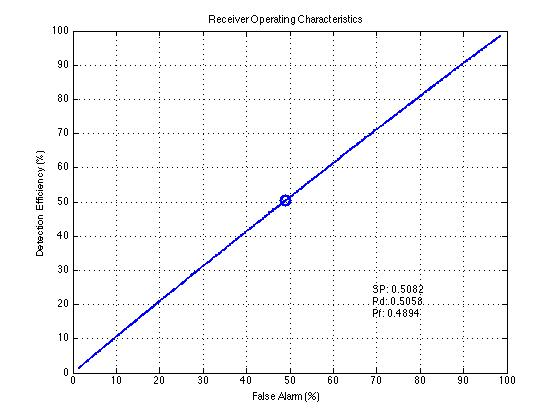 Receiver Operating Characteristics
100
90
80
70
60
50
40
30
20
10
0
Detection Efficiency (%)
SP: 0.5082
Pd: 0.5058
Pf: 0.4894
0 10 20 30 40 50 60 70 80 90 100
False Alarm (%)